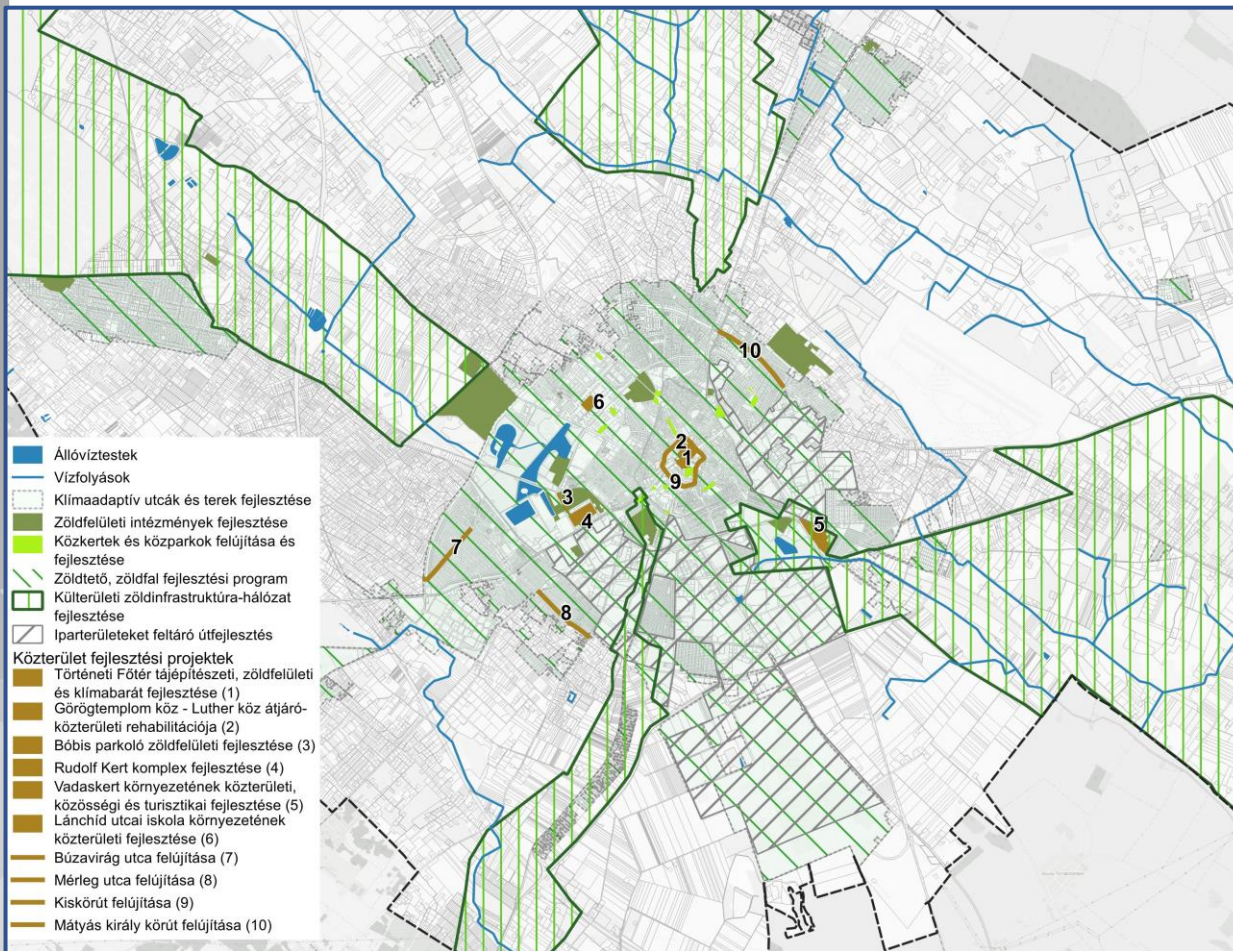 10
6
2
1
9
3
4
5
7
8
Állóvíztestek
Vízfolyások
Klímaadaptív utcák és terek fejlesztése
Zöldfelületi intézmények fejlesztése
Közkertek és közparkok felújítása és
fejlesztése
Zöldtető, zöldfal fejlesztési program
Külterületi zöldinfrastruktúra-hálózat
fejlesztése
Iparterületeket feltáró útfejlesztés
Közterület fejlesztési projektek
Történeti Főtér tájépítészeti, zöldfelületi
és klímabarát fejlesztése (1)
Görögtemplom köz - Luther köz átjáró-
közterületi rehabilitációja (2)
Bóbis parkoló zöldfelületi fejlesztése (3)
Rudolf Kert komplex fejlesztése (4)
Vadaskert környezetének közterületi,
közösségi és turisztikai fejlesztése (5)
Lánchíd utcai iskola környezetének
közterületi fejlesztése (6)
Búzavirág utca felújítása (7)
Mérleg utca felújítása (8)
Kiskörút felújítása (9)
Mátyás király körút felújítása (10)